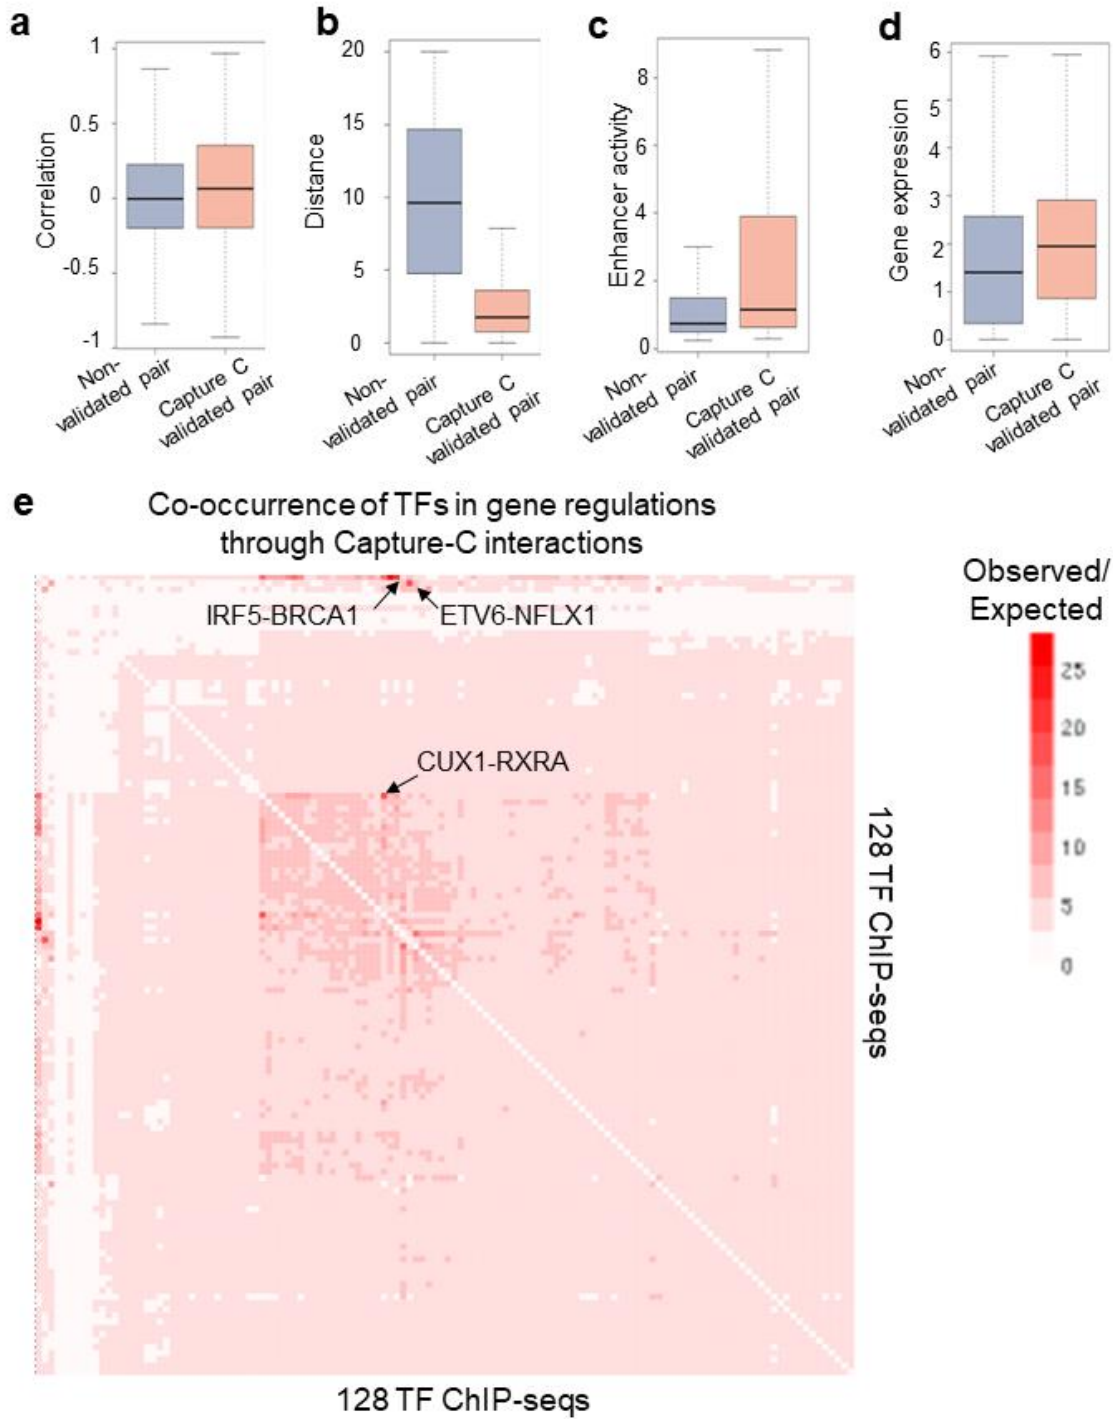 a
Correlation
1
0.5
0
-0.5
-1
Non-
validated pair
Capture C
validated pair
b
Distance
20
15
10
5
0
Non-
validated pair
Capture C
validated pair
c
Enhancer activity
8
6
4
2
0
Non-
validated pair
Capture C
validated pair
d
Gene expression
6
5
4
3
2
1
0
Non-
validated pair
Capture C
validated pair
e
Co-occurrence of TFs in gene regulations
through Capture-C interactions
IRF5-BRCA1
ETV6-NFLX1
CUX1-RXRA
128 TF ChIP-seqs
128 TF ChIP-seqs
Observed/
Expected
25
20
15
10
5
0